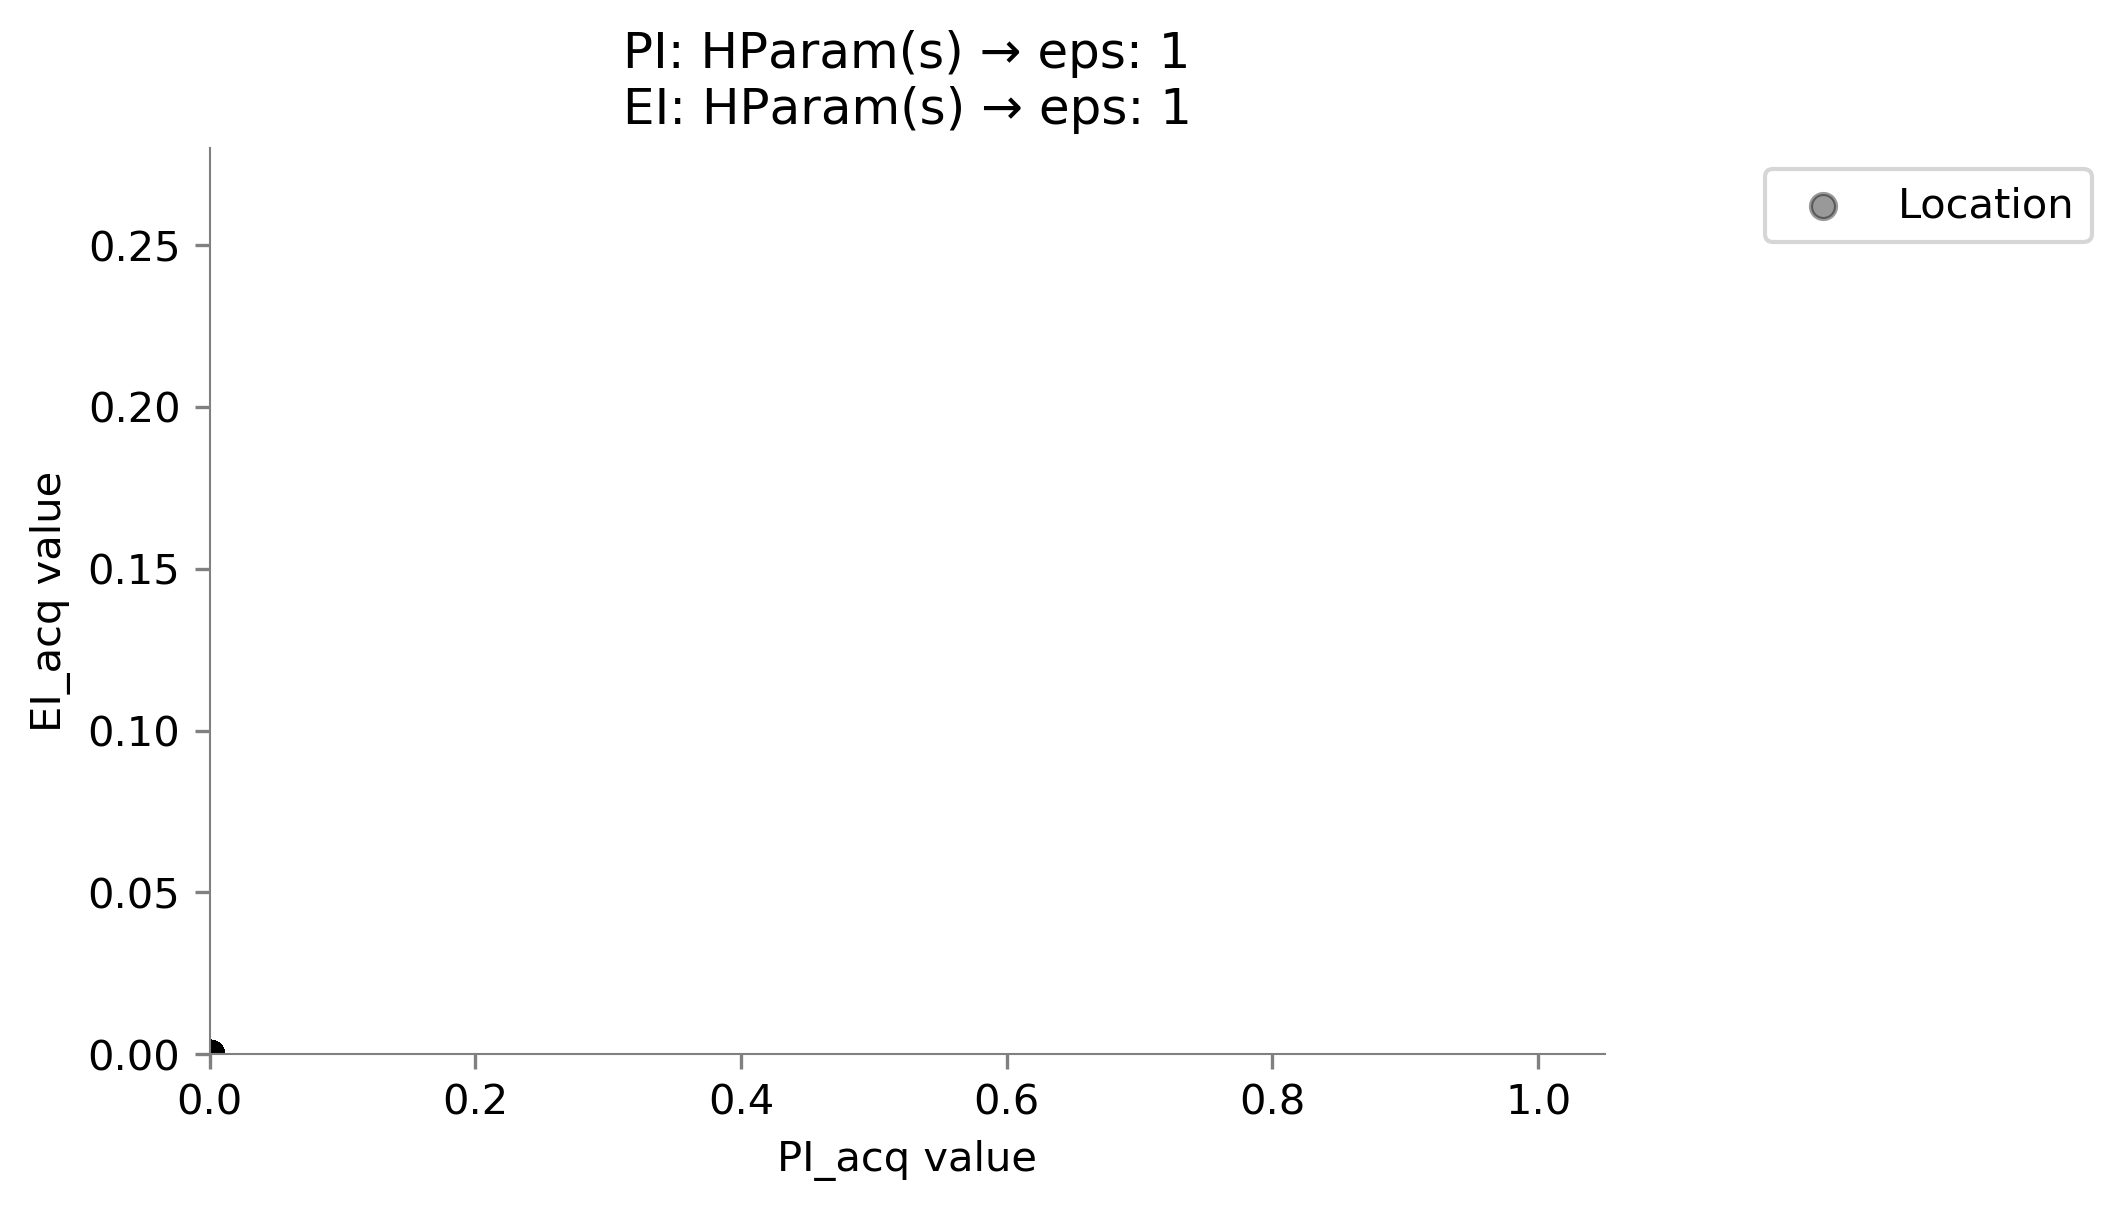 PI: HParam(s) → eps: 1
EI: HParam(s) → eps: 1
Location
EI_acq value
0.25
0.20
0.15
0.10
0.05
0.00
0.0 0.2 0.4 0.6 0.8 1.0
PI_acq value